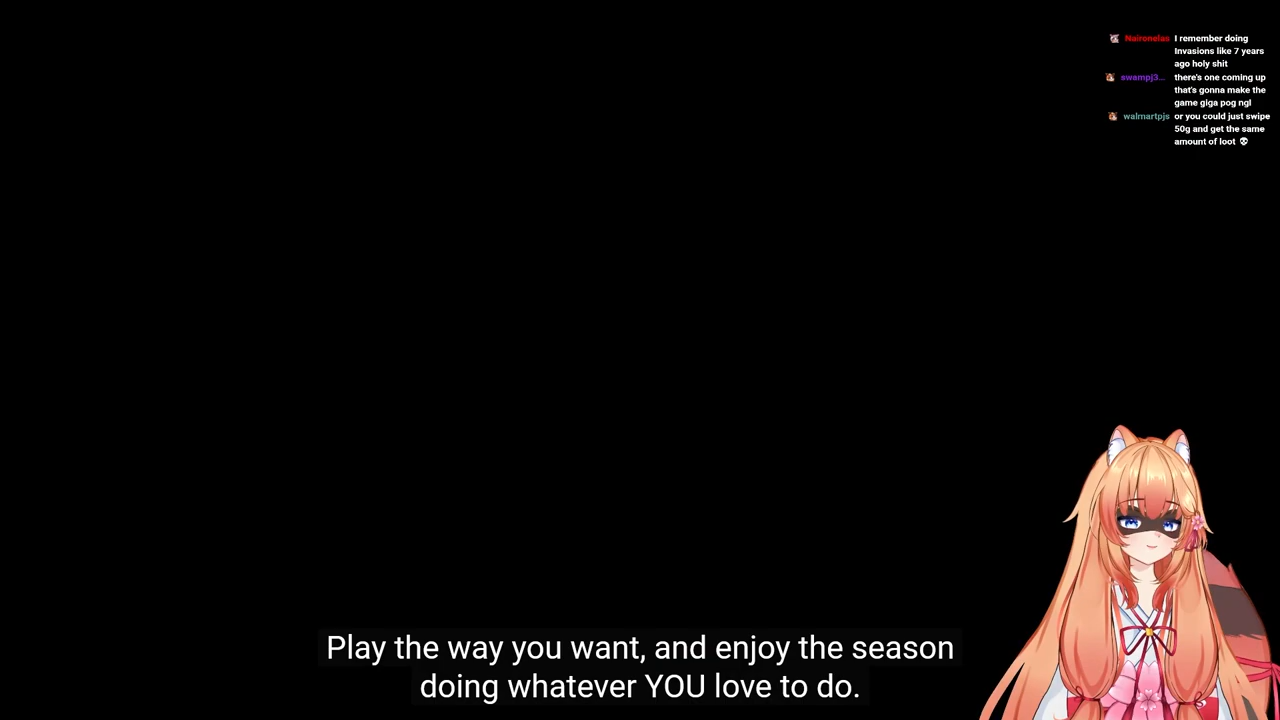 Nuironelus I remember doing
Invasions like 7 years
ago holy shit
swampj3... there's one coming up
that's gonna make the
game giga pog ngl
walmartpjs or you could just swipe
50g and get the same
amount of loot 💀
Play the way you want, and enjoy the season
doing whatever YOU love to do.